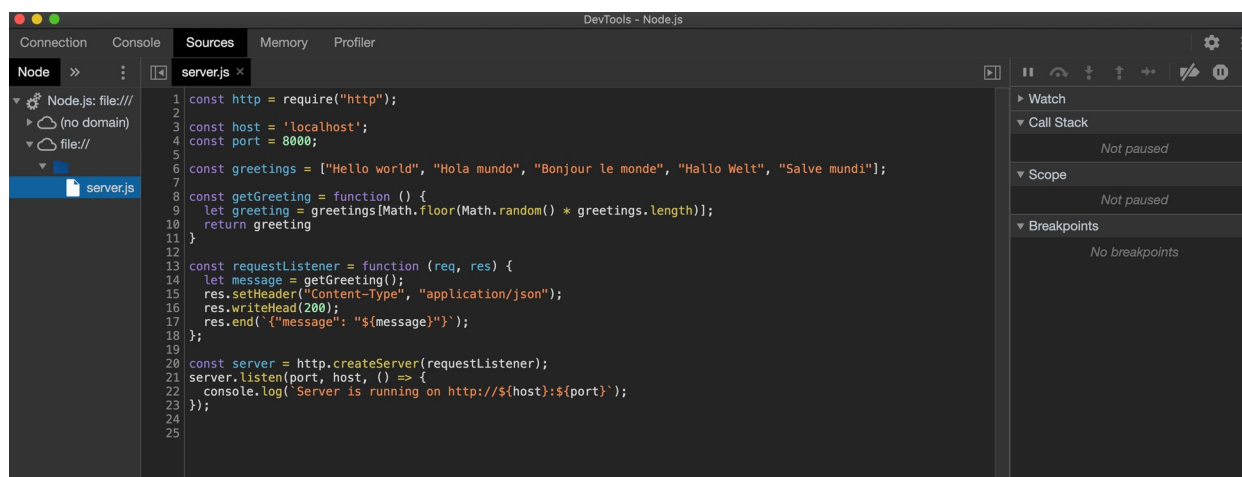 DevTools - Node.js
Connection Console Sources Memory Profiler
Node » server.js ×
Node.js: file:///
(no domain)
file://
server.js
1 const http = require("http");
2
3 const host = 'localhost';
4 const port = 8000;
5
6 const greetings = ["Hello world", "Hola mundo", "Bonjour le monde", "Hallo Welt", "Salve mundi"];
7
8 const getGreeting = function () {
9   let greeting = greetings[Math.floor(Math.random() * greetings.length)];
10   return greeting
11 }
12
13 const requestListener = function (req, res) {
14   let message = getGreeting();
15   res.setHeader("Content-Type", "application/json");
16   res.writeHead(200);
17   res.end(`{"message": "${message}"}`);
18 };
19
20 const server = http.createServer(requestListener);
21 server.listen(port, host, () => {
22   console.log(`Server is running on http://${host}:${port}`);
23 });
24
25
Watch
Call Stack
Not paused
Scope
Not paused
Breakpoints
No breakpoints